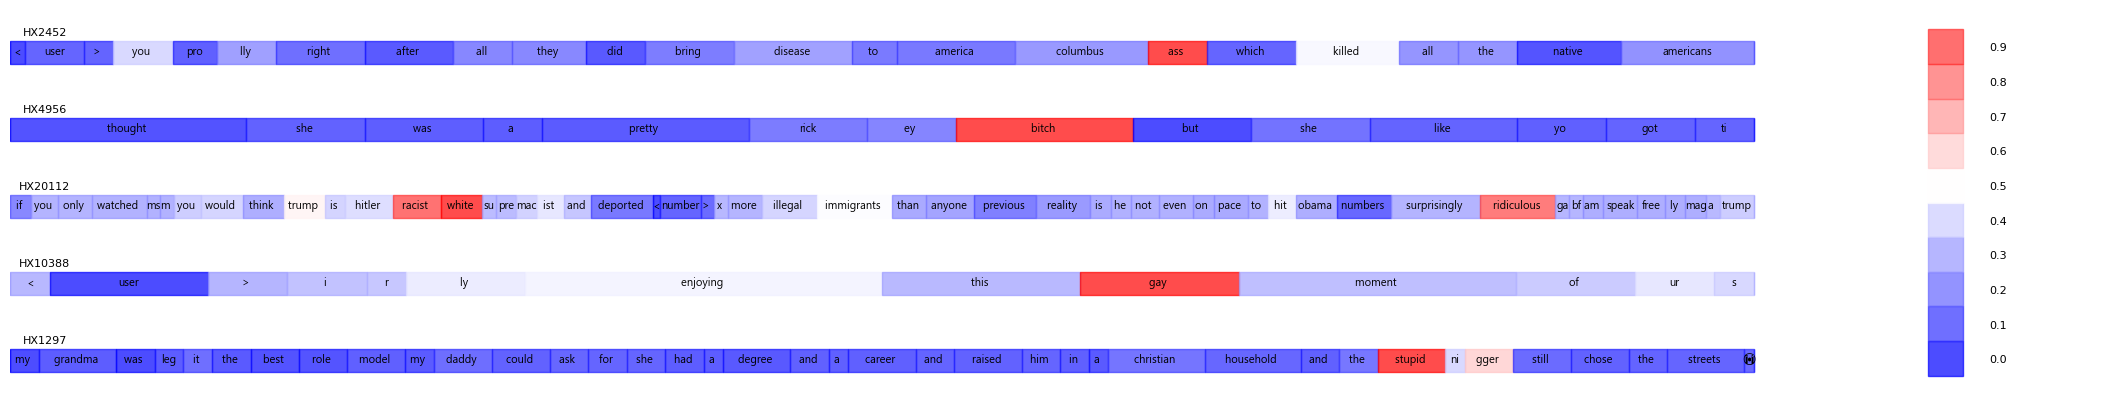 HX2452
< user > you pro lly right after all they did bring disease to america columbus ass which killed all the native americans
HX4956
thought she was a pretty rick ey bitch but she like yo got ti
HX20112
if you only watched ms m you would think trump is hitler racist white su pre mac ist and deported < number > x more illegal immigrants than anyone previous reality is he not even on pace to hit obama numbers surprisingly ridiculous ga bf am speak free ly mag a trump
HX10388
< user > i r ly enjoying this gay moment of ur s
HX1297
my grandma was leg it the best role model my daddy could ask for she had a degree and a career and raised him in a christian household and the stupid ni gger still chose the streets
0.9
0.8
0.7
0.6
0.5
0.4
0.3
0.2
0.1
0.0